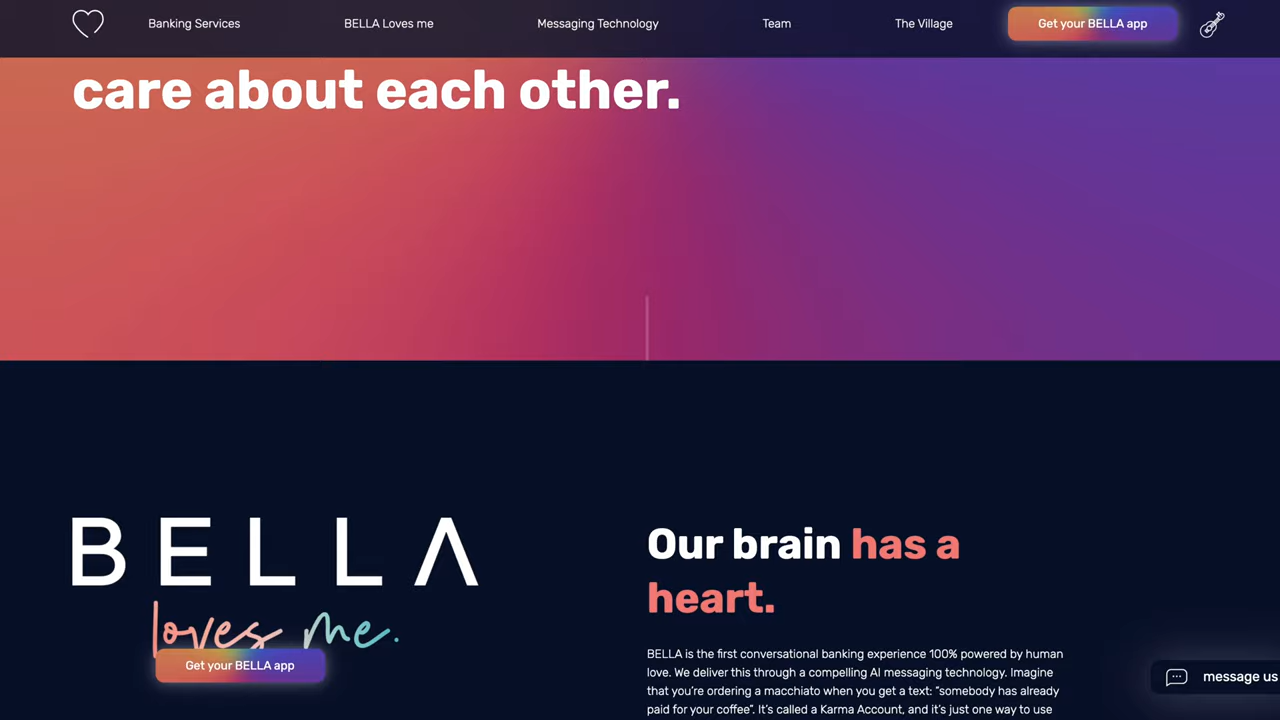 Banking Services
BELLA Loves me
Messaging Technology
Team
The Village
Get your BELLA app
care about each other.
BELLA
loves me.
Get your BELLA app
Our brain has a
heart.
BELLA is the first conversational banking experience 100% powered by human
love. We deliver this through a compelling AI messaging technology. Imagine
that you're ordering a macchiato when you get a text: "somebody has already
paid for your coffee". It's called a Karma Account, and it's just one way to use
message us